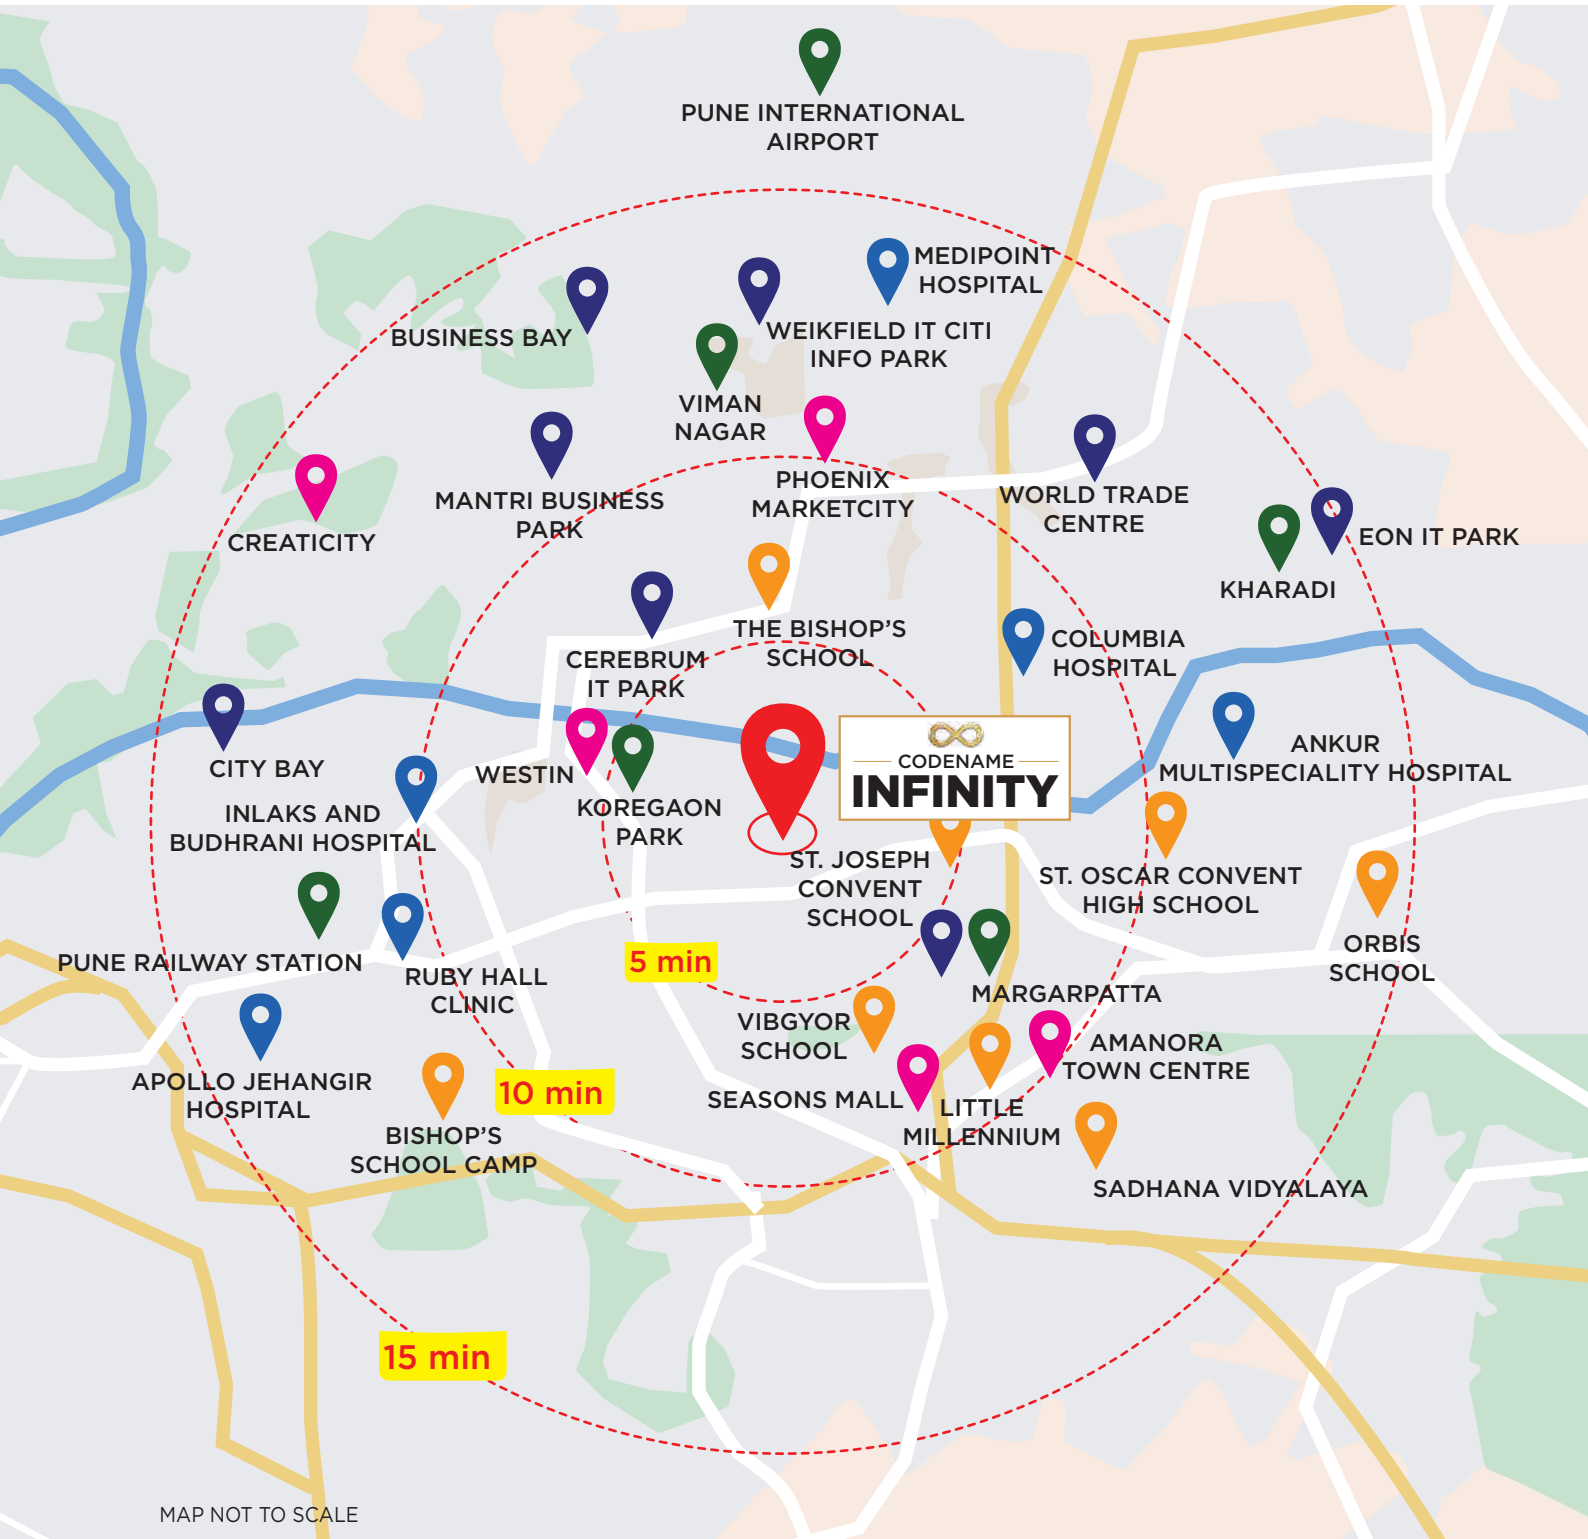 PUNE INTERNATIONAL
AIRPORT
MEDIPOINT
HOSPITAL
BUSINESS BAY
WEIKFIELD IT CITI
INFO PARK
VIMAN
NAGAR
PHOENIX
MARKETCITY
MANTRI BUSINESS
PARK
WORLD TRADE
CENTRE
CREATICITY
EON IT PARK
KHARADI
THE BISHOP'S
SCHOOL
COLUMBIA
HOSPITAL
CEREBRUM
IT PARK
CITY BAY
WESTIN
KOREGAON
PARK
CODENAME
INFINITY
ANKUR
MULTISPECIALITY HOSPITAL
INLAKS AND
BUDHRANI HOSPITAL
ST. JOSEPH
CONVENT
SCHOOL
ST. OSCAR CONVENT
HIGH SCHOOL
ORBIS
SCHOOL
PUNE RAILWAY STATION
RUBY HALL
CLINIC
5 min
MARGARPATTA
VIBGYOR
SCHOOL
AMANORA
TOWN CENTRE
APOLLO JEHANGIR
HOSPITAL
10 min
SEASONS MALL
LITTLE
MILLENNIUM
BISHOP'S
SCHOOL CAMP
SADHANA VIDYALAYA
15 min
MAP NOT TO SCALE